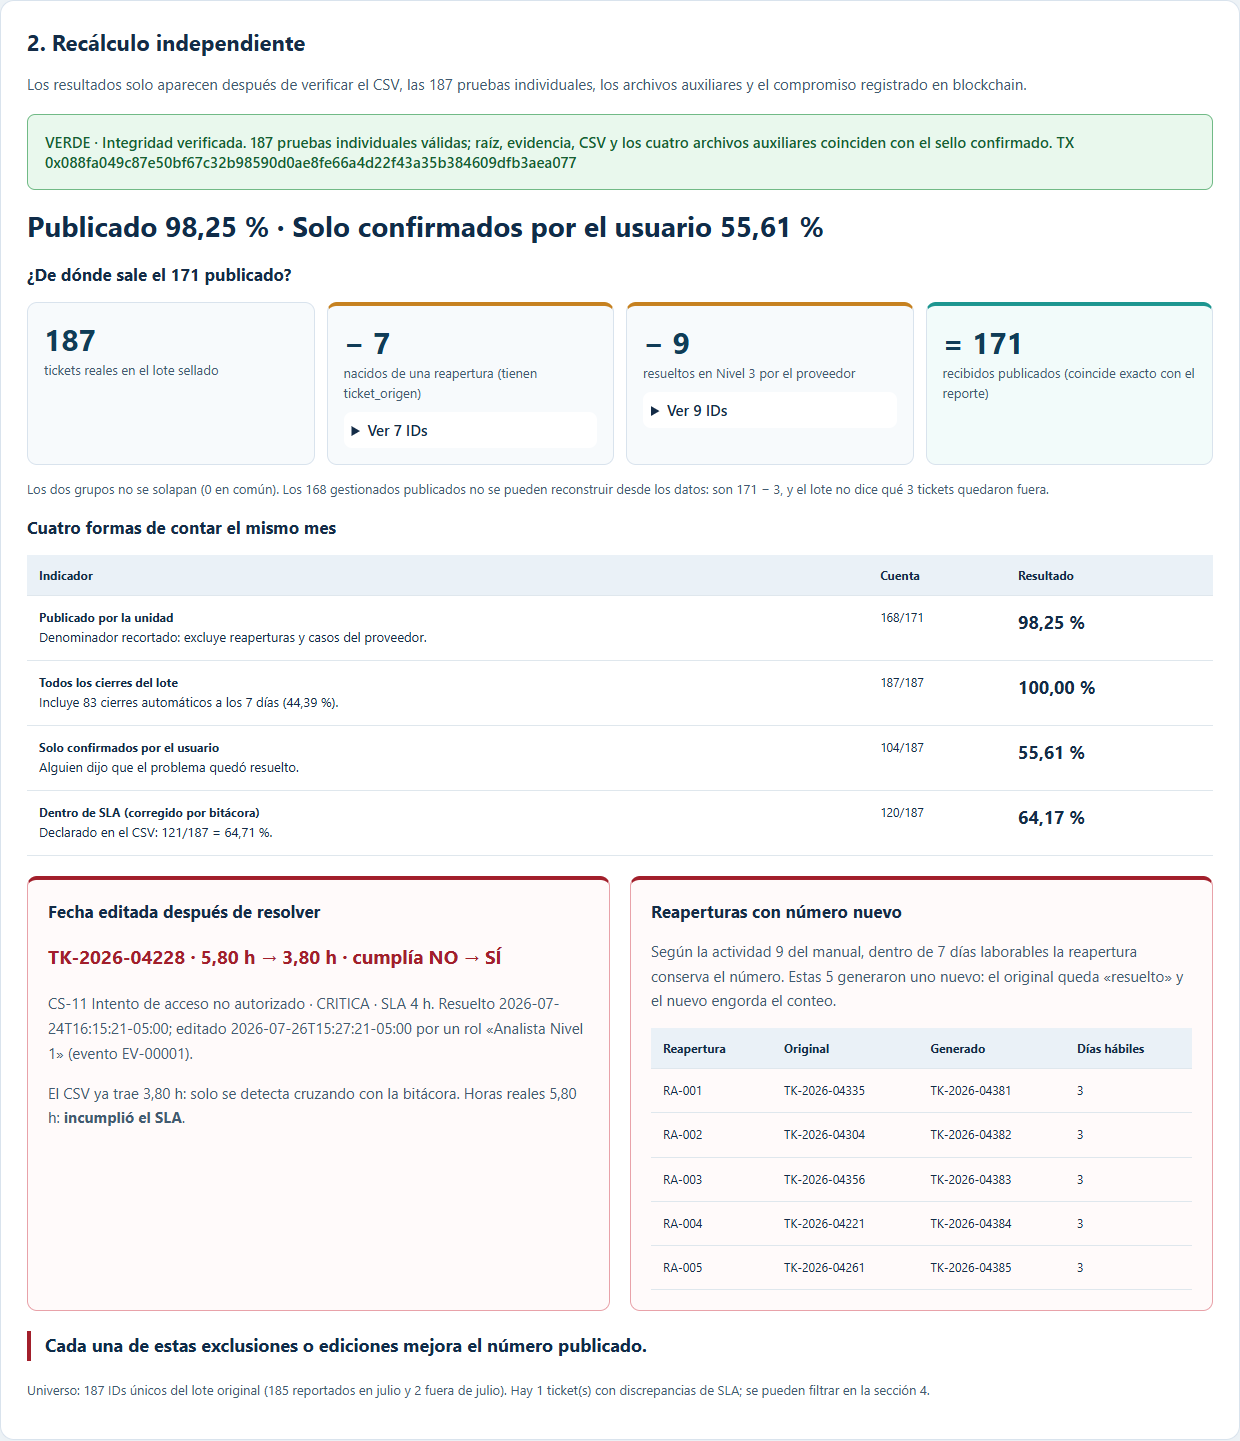 2. Recálculo independiente
Los resultados solo aparecen después de verificar el CSV, las 187 pruebas individuales, los archivos auxiliares y el compromiso registrado en blockchain.
VERDE · Integridad verificada. 187 pruebas individuales válidas; raíz, evidencia, CSV y los cuatro archivos auxiliares coinciden con el sello confirmado. TX
0x088fa049c87e50bf67c32b98590d0ae8fe66a4d22f43a35b384609dfb3aea077
Publicado 98,25 % · Solo confirmados por el usuario 55,61 %
¿De dónde sale el 171 publicado?
187
tickets reales en el lote sellado
− 7
nacidos de una reapertura (tienen
ticket_origen)
▶ Ver 7 IDs
− 9
resueltos en Nivel 3 por el proveedor
▶ Ver 9 IDs
= 171
recibidos publicados (coincide exacto con el
reporte)
Los dos grupos no se solapan (0 en común). Los 168 gestionados publicados no se pueden reconstruir desde los datos: son 171 − 3, y el lote no dice qué 3 tickets quedaron fuera.
Cuatro formas de contar el mismo mes
Indicador Cuenta Resultado
Publicado por la unidad 168/171 98,25 %
Denominador recortado: excluye reaperturas y casos del proveedor.
Todos los cierres del lote 187/187 100,00 %
Incluye 83 cierres automáticos a los 7 días (44,39 %).
Solo confirmados por el usuario 104/187 55,61 %
Alguien dijo que el problema quedó resuelto.
Dentro de SLA (corregido por bitácora) 120/187 64,17 %
Declarado en el CSV: 121/187 = 64,71 %.
Fecha editada después de resolver
TK-2026-04228 · 5,80 h → 3,80 h · cumplía NO → SÍ
CS-11 Intento de acceso no autorizado · CRITICA · SLA 4 h. Resuelto 2026-07-
24T16:15:21-05:00; editado 2026-07-26T15:27:21-05:00 por un rol «Analista Nivel
1» (evento EV-00001).
El CSV ya trae 3,80 h: solo se detecta cruzando con la bitácora. Horas reales 5,80
h: incumplió el SLA.
Reaperturas con número nuevo
Según la actividad 9 del manual, dentro de 7 días laborables la reapertura
conserva el número. Estas 5 generaron uno nuevo: el original queda «resuelto» y
el nuevo engorda el conteo.
Reapertura Original Generado Días hábiles
RA-001 TK-2026-04335 TK-2026-04381 3
RA-002 TK-2026-04304 TK-2026-04382 3
RA-003 TK-2026-04356 TK-2026-04383 3
RA-004 TK-2026-04221 TK-2026-04384 3
RA-005 TK-2026-04261 TK-2026-04385 3
Cada una de estas exclusiones o ediciones mejora el número publicado.
Universo: 187 IDs únicos del lote original (185 reportados en julio y 2 fuera de julio). Hay 1 ticket(s) con discrepancias de SLA; se pueden filtrar en la sección 4.